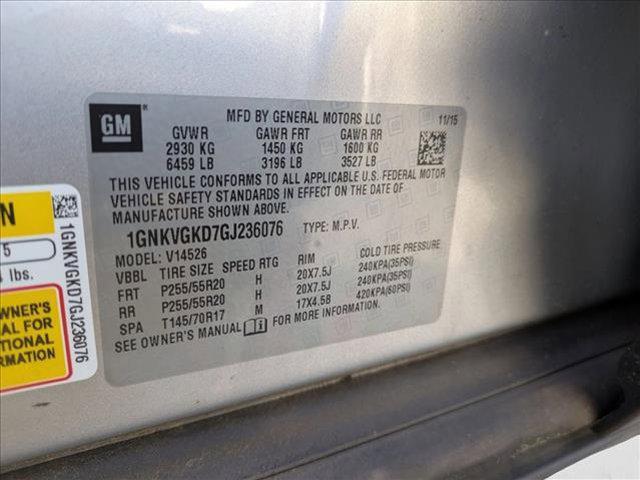 GM
MFD BY GENERAL MOTORS LLC 11/15
GVWR GAWR FRT GAWR RR
2930 KG 1450 KG 1600 KG
6459 LB 3196 LB 3527 LB
THIS VEHICLE CONFORMS TO ALL APPLICABLE U.S. FEDERAL MOTOR
VEHICLE SAFETY STANDARDS IN EFFECT ON THE DATE OF
MANUFACTURE SHOWN ABOVE.
1GNKVGKD7GJ236076 TYPE: M.P.V.
MODEL: V14526
VBBL TIRE SIZE SPEED RTG RIM COLD TIRE PRESSURE
FRT P255/55R20 H 20X7.5J 240KPA(35PSI)
RR P255/55R20 H 20X7.5J 240KPA(35PSI)
SPA T145/70R17 M 17X4.5B 420KPA(60PSI)
SEE OWNER'S MANUAL FOR MORE INFORMATION.
N
5
lbs.
OWNER'S
AL FOR
TIONAL
ATION
1GNKVGKD7GJ236076